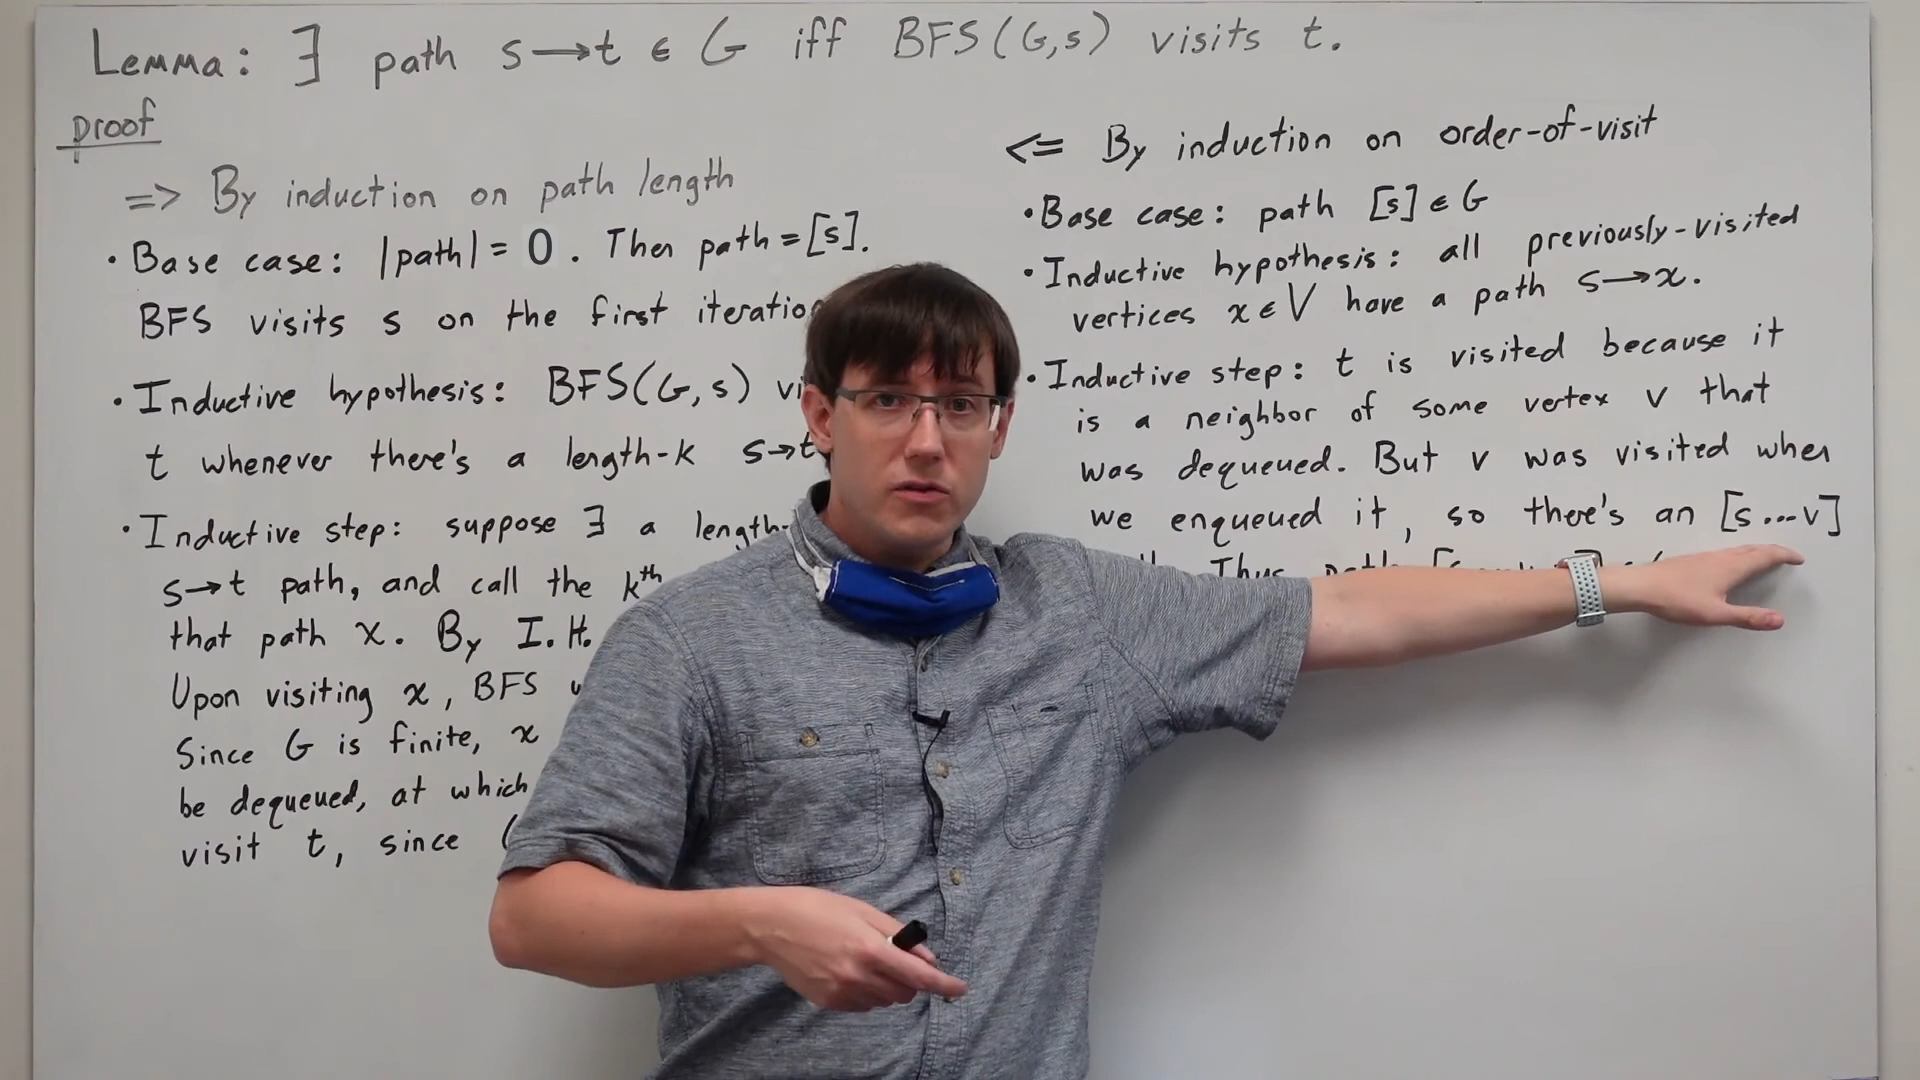 Lemma: ∃ path s→t ∈ G iff BFS(G,s) visits t.
proof
=> By induction on path length
• Base case: |path| = 0. Then path = [s].
BFS visits s on the first
• Inductive hypothesis: BFS(G,s)
t whenever there's a length-k s→t
• Inductive step: suppose ∃ a
s→t path, and call the kth
that path x. By I.H.
Upon visiting x, BFS
Since G is finite, x
be dequeued, at which
visit t, since
<= By induction on order-of-visit
• Base case: path [s] ∈ G
• Inductive hypothesis: all previously-visited
vertices x ∈ V have a path s→x.
• Inductive step: t is visited because it
is a neighbor of some vertex v that
was dequeued. But v was visited when
we enqueued it, so there's an [s...v]
Thus path